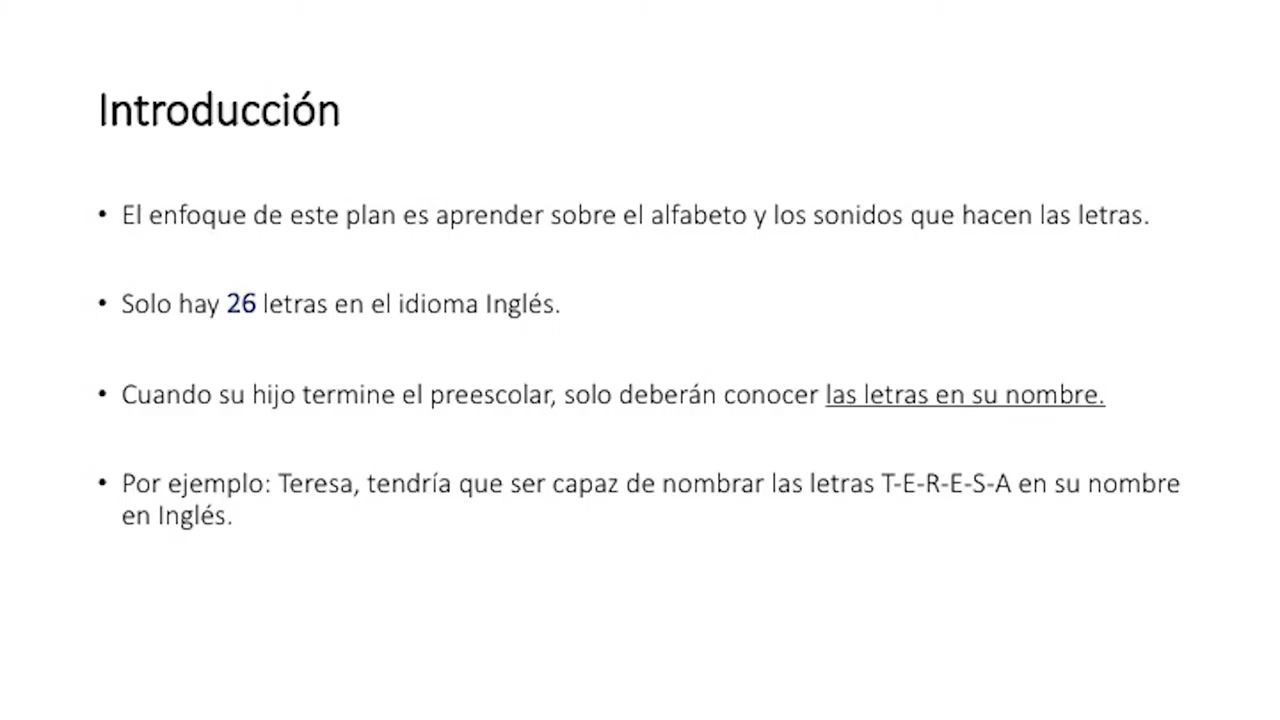 Introducción
• El enfoque de este plan es aprender sobre el alfabeto y los sonidos que hacen las letras.
• Solo hay 26 letras en el idioma Inglés.
• Cuando su hijo termine el preescolar, solo deberán conocer las letras en su nombre.
• Por ejemplo: Teresa, tendría que ser capaz de nombrar las letras T-E-R-E-S-A en su nombre
en Inglés.